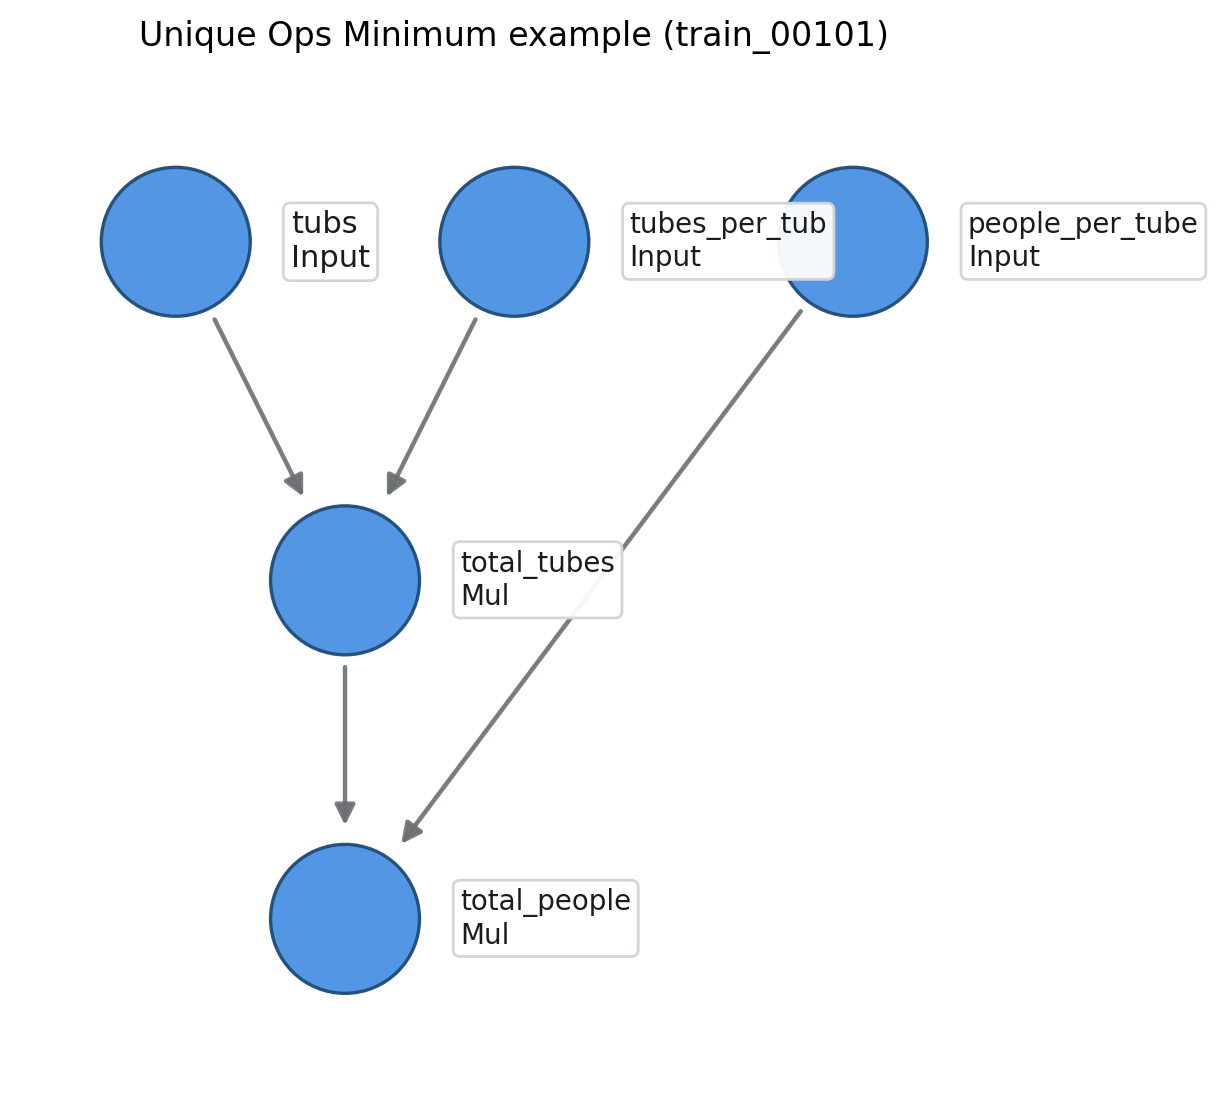 Unique Ops Minimum example (train_00101)
tubs
Input
tubes_per_tub
Input
people_per_tube
Input
total_tubes
Mul
total_people
Mul